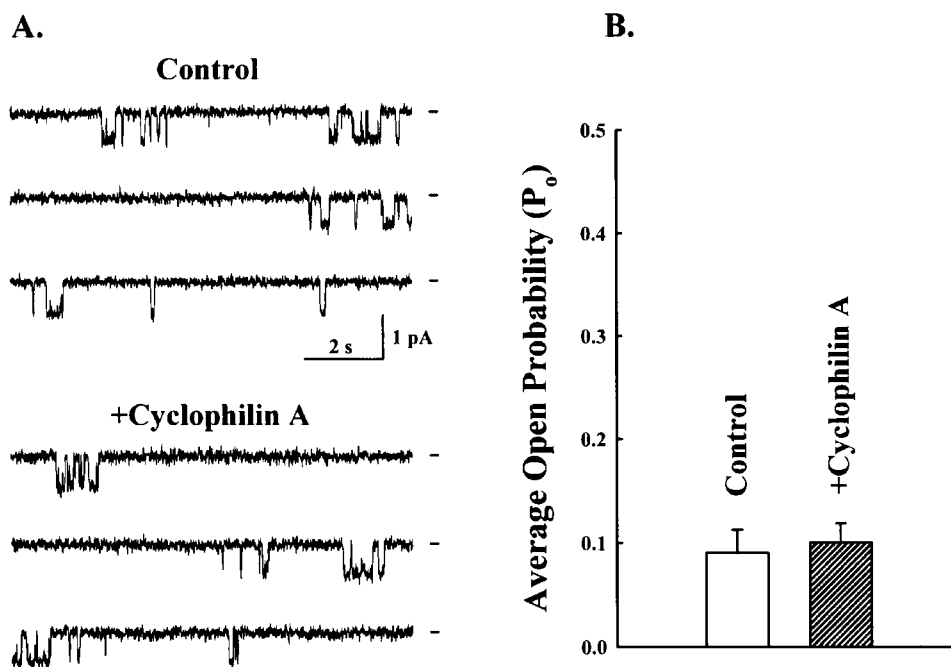 A.
Control
1 pA
2 s
+Cyclophilin A
B.
Average Open Probability (Pₒ)
0.5
0.4
0.3
0.2
0.1
0.0
Control
+Cyclophilin A